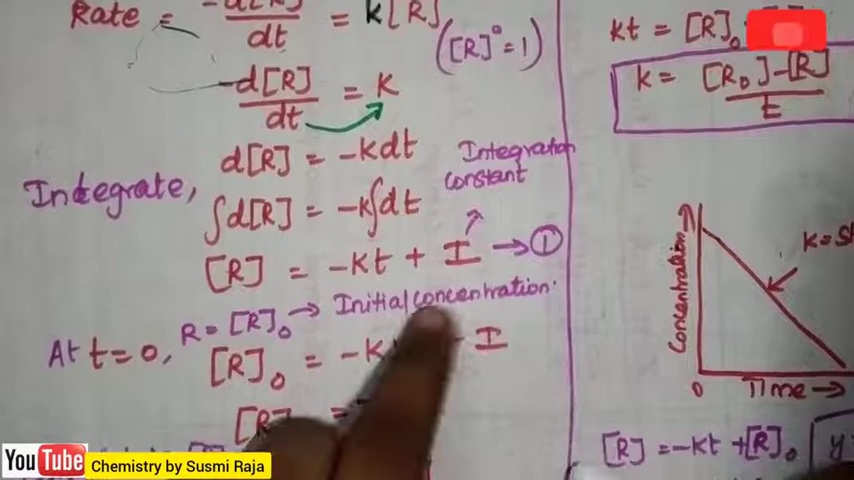 Rate = -d[R]/dt = k[R]
([R]⁰ = 1)
-d[R]/dt = K
d[R] = -Kdt
Integration constant
Integrate,
∫d[R] = -K∫dt
[R] = -Kt + I → ①
R = [R]₀ → Initial concentration.
At t = 0,
[R]₀ = -K I
[R] =
kt = [R]₀
k = [R₀] - [R] / t
Concentration
K =
0 Time →
[R] = -Kt + [R]₀
y =
YouTube
Chemistry by Susmi Raja